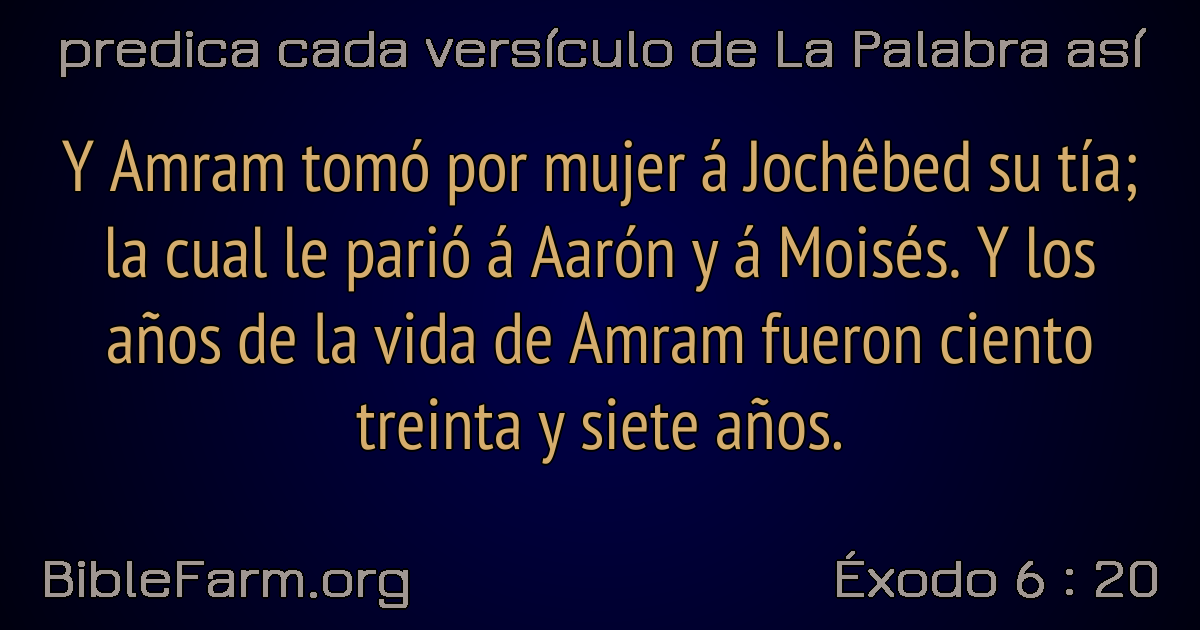 predica cada versículo de La Palabra así
Y Amram tomó por mujer á Jochêbed su tía;
la cual le parió á Aarón y á Moisés. Y los
años de la vida de Amram fueron ciento
treinta y siete años.
BibleFarm.org
Éxodo 6 : 20